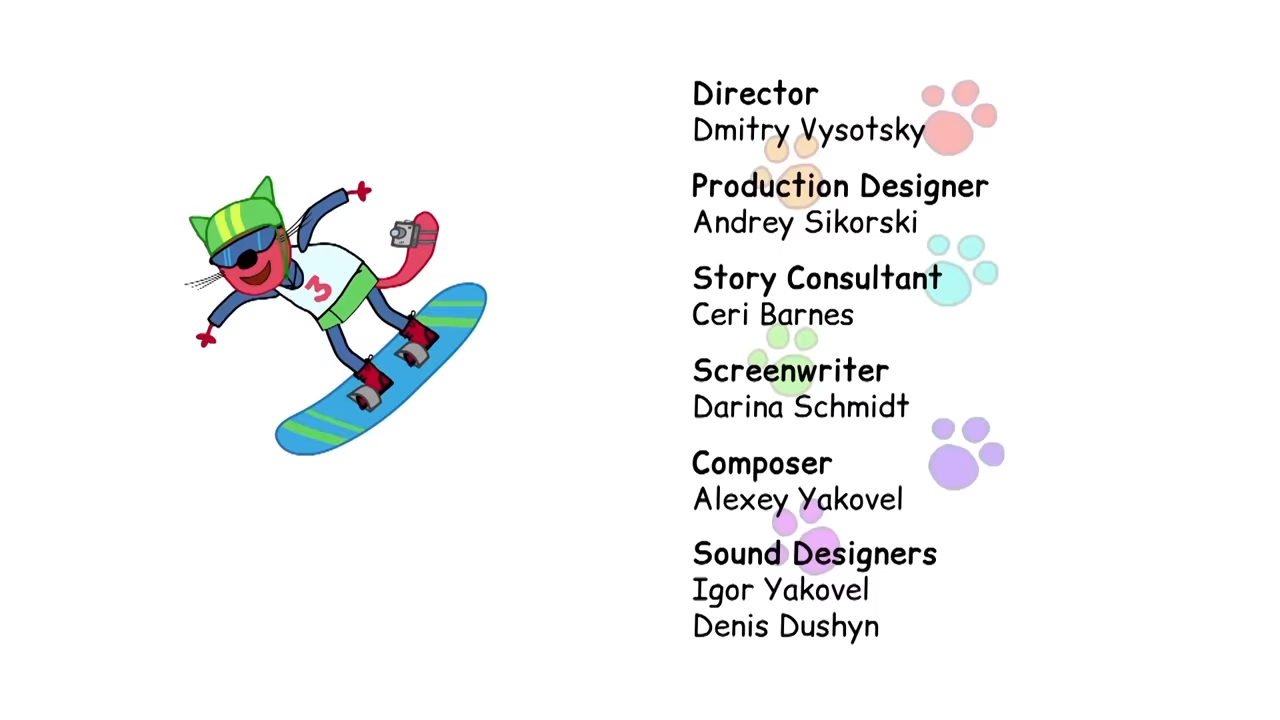 Director
Dmitry Vysotsky
Production Designer
Andrey Sikorski
Story Consultant
Ceri Barnes
Screenwriter
Darina Schmidt
Composer
Alexey Yakovel
Sound Designers
Igor Yakovel
Denis Dushyn
3